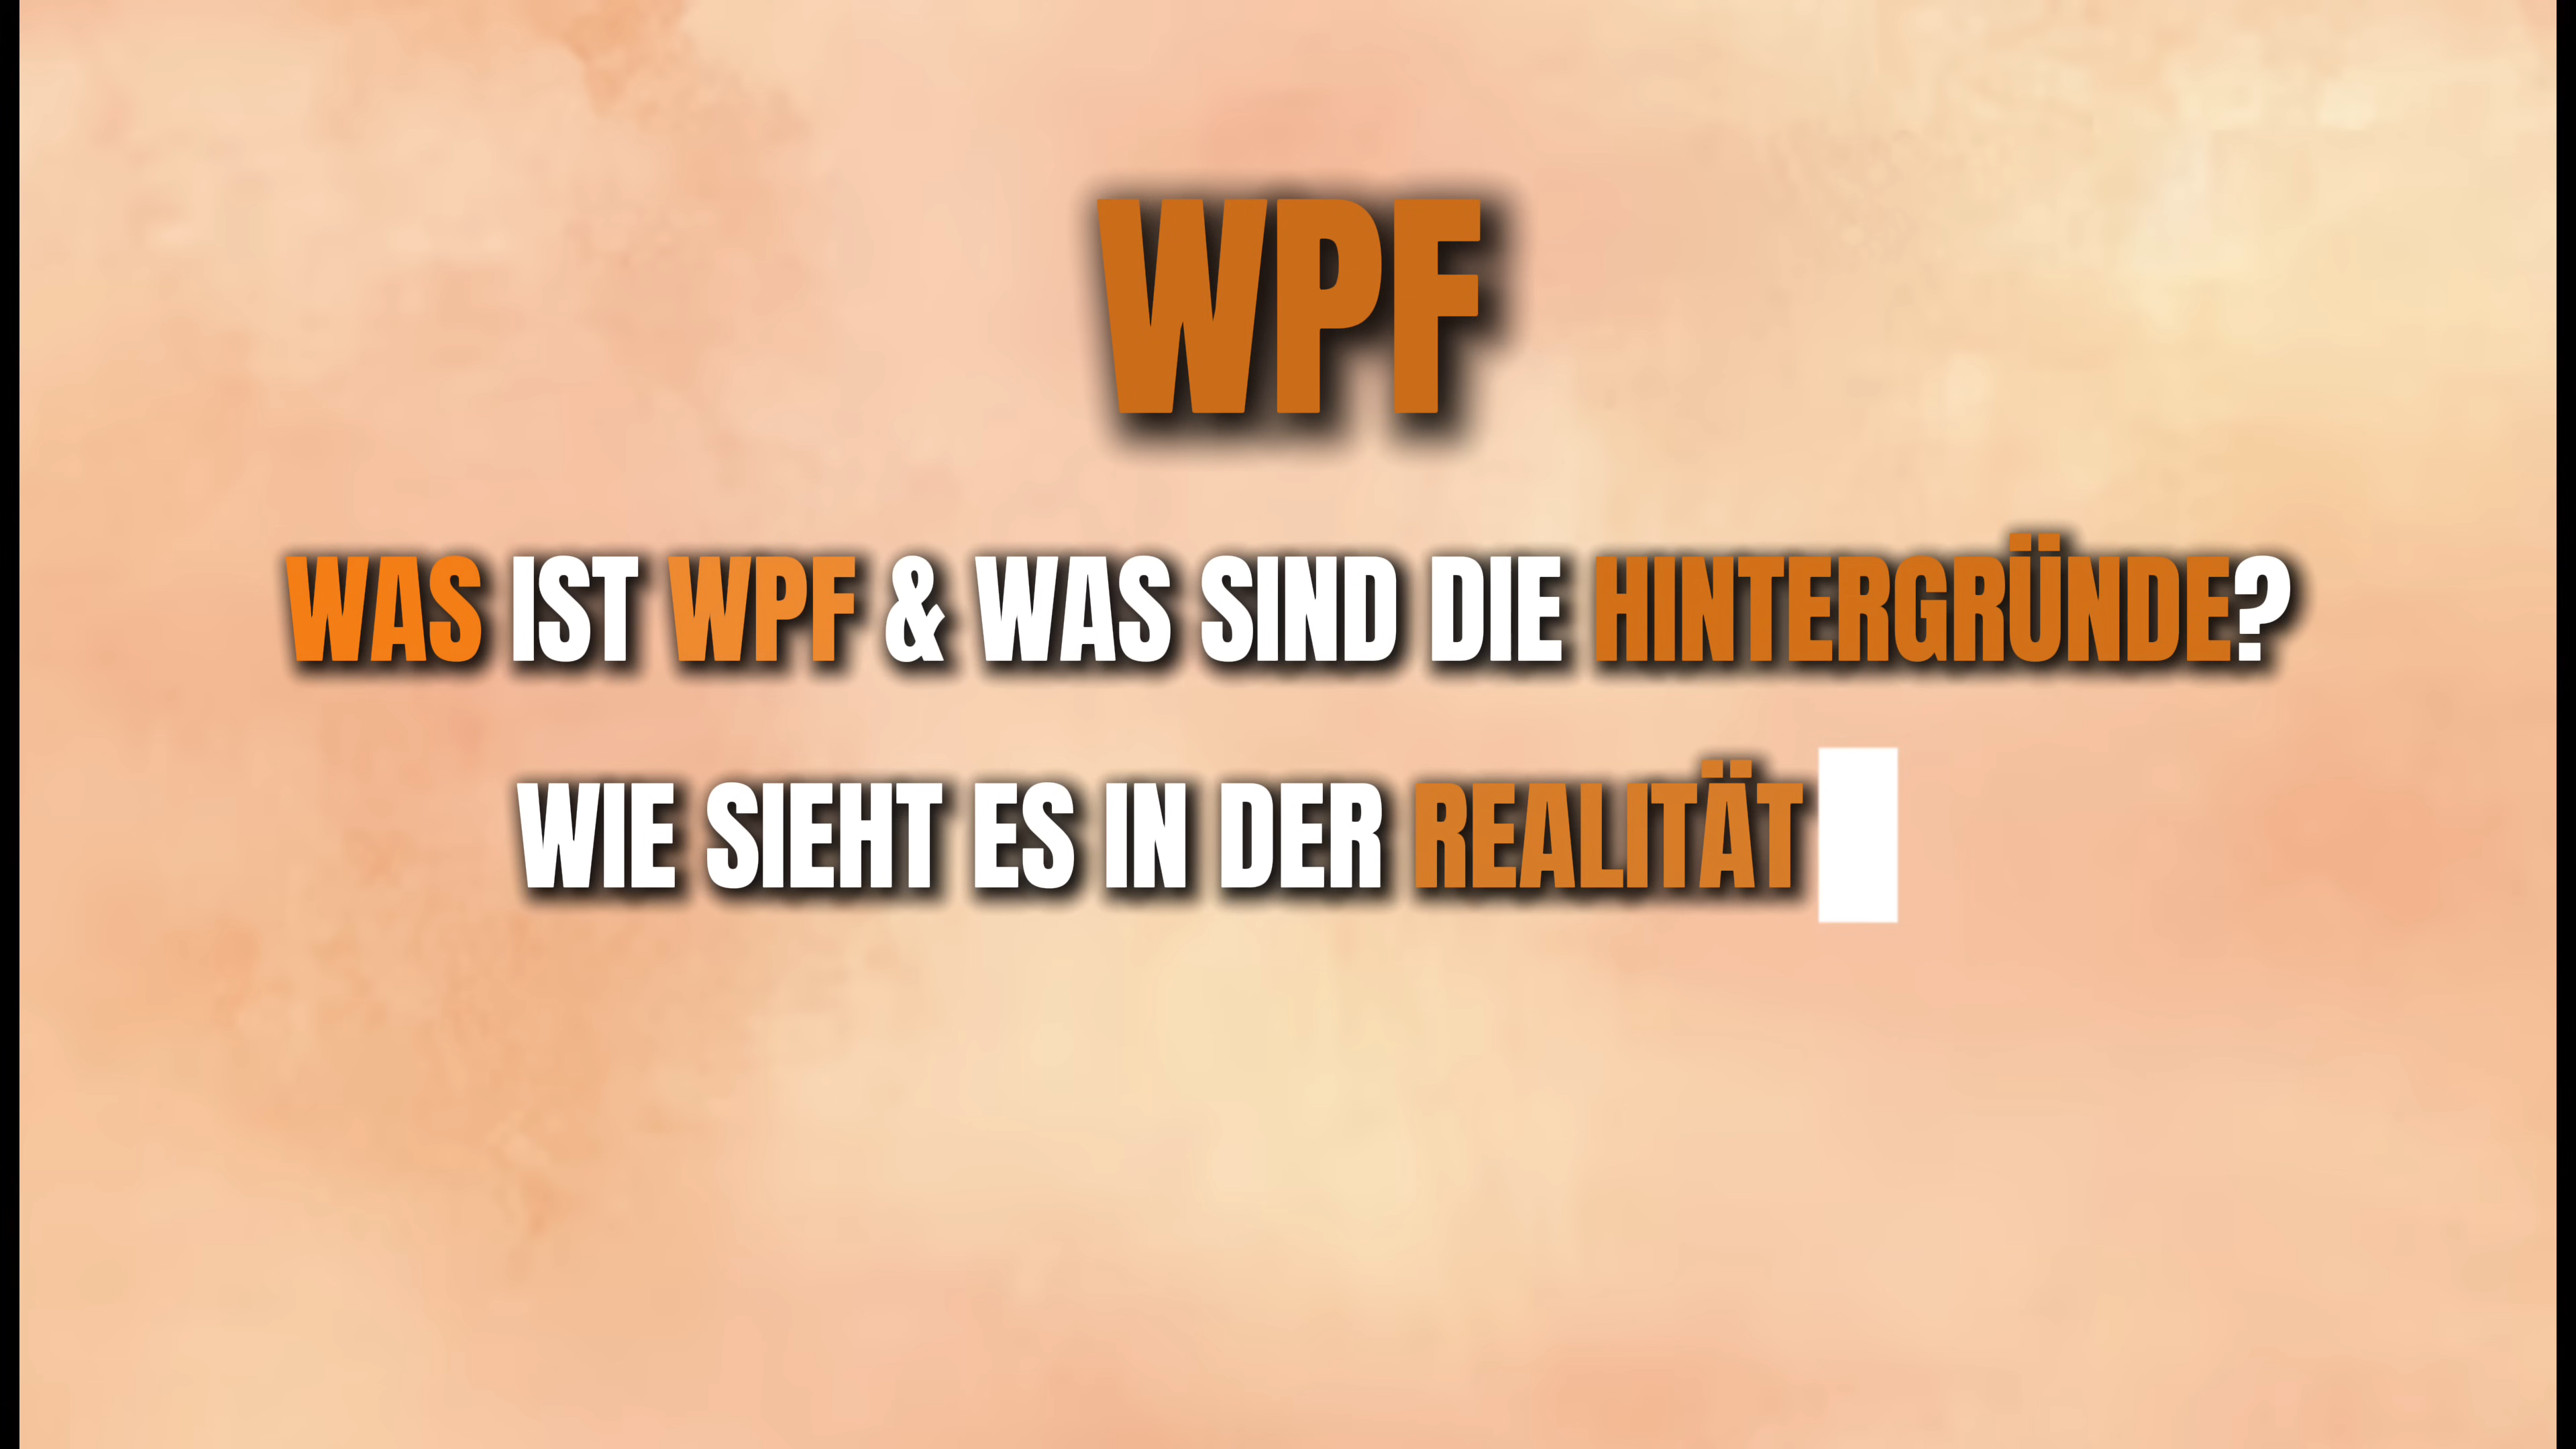 WPF
WAS IST WPF & WAS SIND DIE HINTERGRÜNDE?
WIE SIEHT ES IN DER REALITÄT